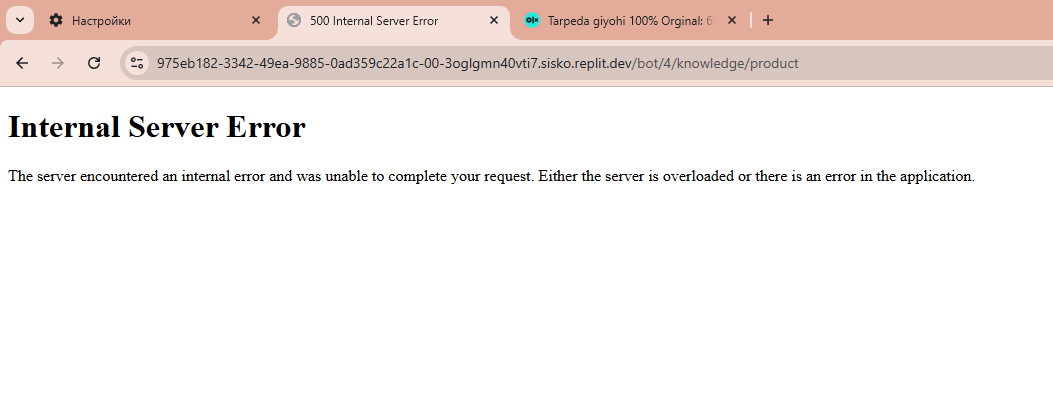 Настройки
500 Internal Server Error
olx
Tarpeda giyohi 100% Orginal: 6
975eb182-3342-49ea-9885-0ad359c22a1c-00-3oglgmn40vti7.sisko.replit.dev/bot/4/knowledge/product
Internal Server Error
The server encountered an internal error and was unable to complete your request. Either the server is overloaded or there is an error in the application.